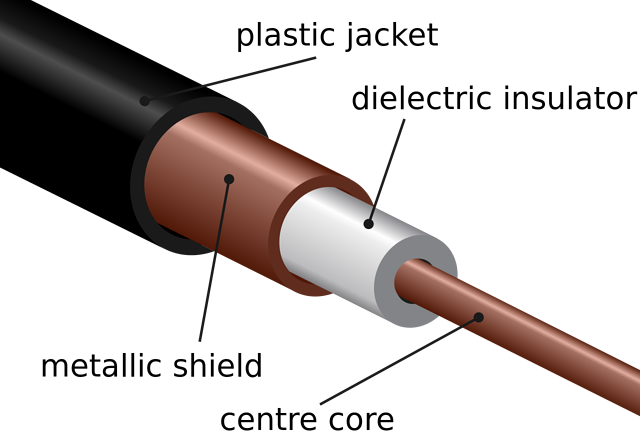 plastic jacket
dielectric insulator
metallic shield
centre core